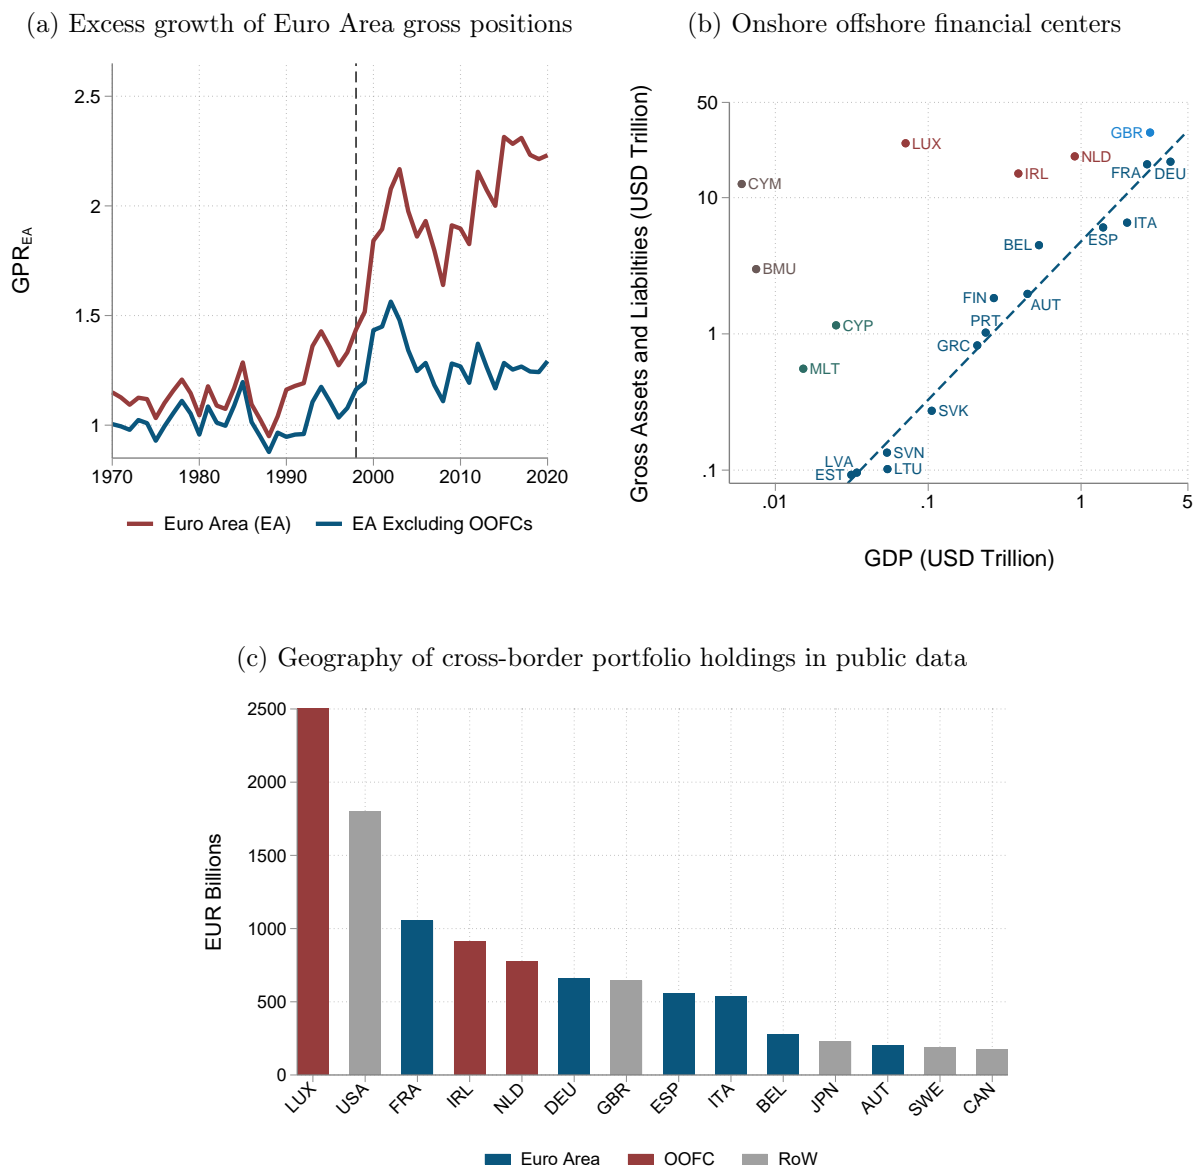 (a) Excess growth of Euro Area gross positions
2.5
2
1.5
1
GPR_EA
1970
1980
1990
2000
2010
2020
Euro Area (EA)
EA Excluding OOFCs
(b) Onshore offshore financial centers
Gross Assets and Liabiltiies (USD Trillion)
50
10
1
.1
GBR
LUX
NLD
IRL
FRA
DEU
CYM
ITA
ESP
BEL
BMU
FIN
AUT
CYP
PRT
GRC
MLT
SVK
SVN
LVA
EST
LTU
.01
.1
1
5
GDP (USD Trillion)
(c) Geography of cross-border portfolio holdings in public data
2500
2000
1500
1000
500
0
EUR Billions
LUX
USA
FRA
IRL
NLD
DEU
GBR
ESP
ITA
BEL
JPN
AUT
SWE
CAN
Euro Area
OOFC
RoW